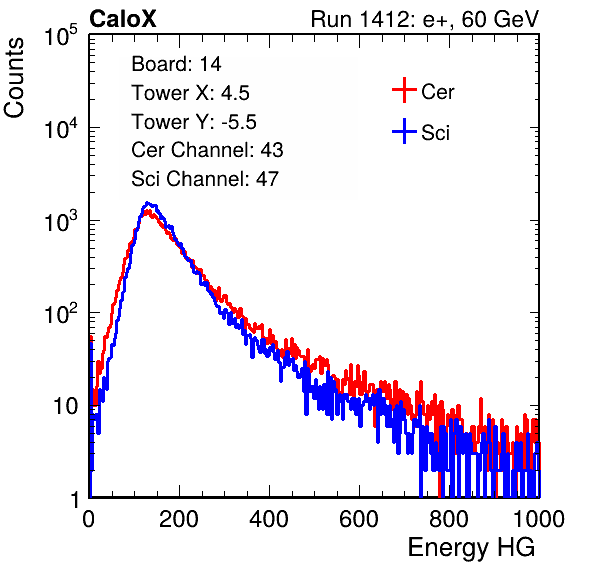 CaloX Run 1412: e+, 60 GeV
Counts
10^5
10^4
10^3
10^2
10
1
Board: 14
Tower X: 4.5
Tower Y: -5.5
Cer Channel: 43
Sci Channel: 47
Cer
Sci
0 200 400 600 800 1000
Energy HG